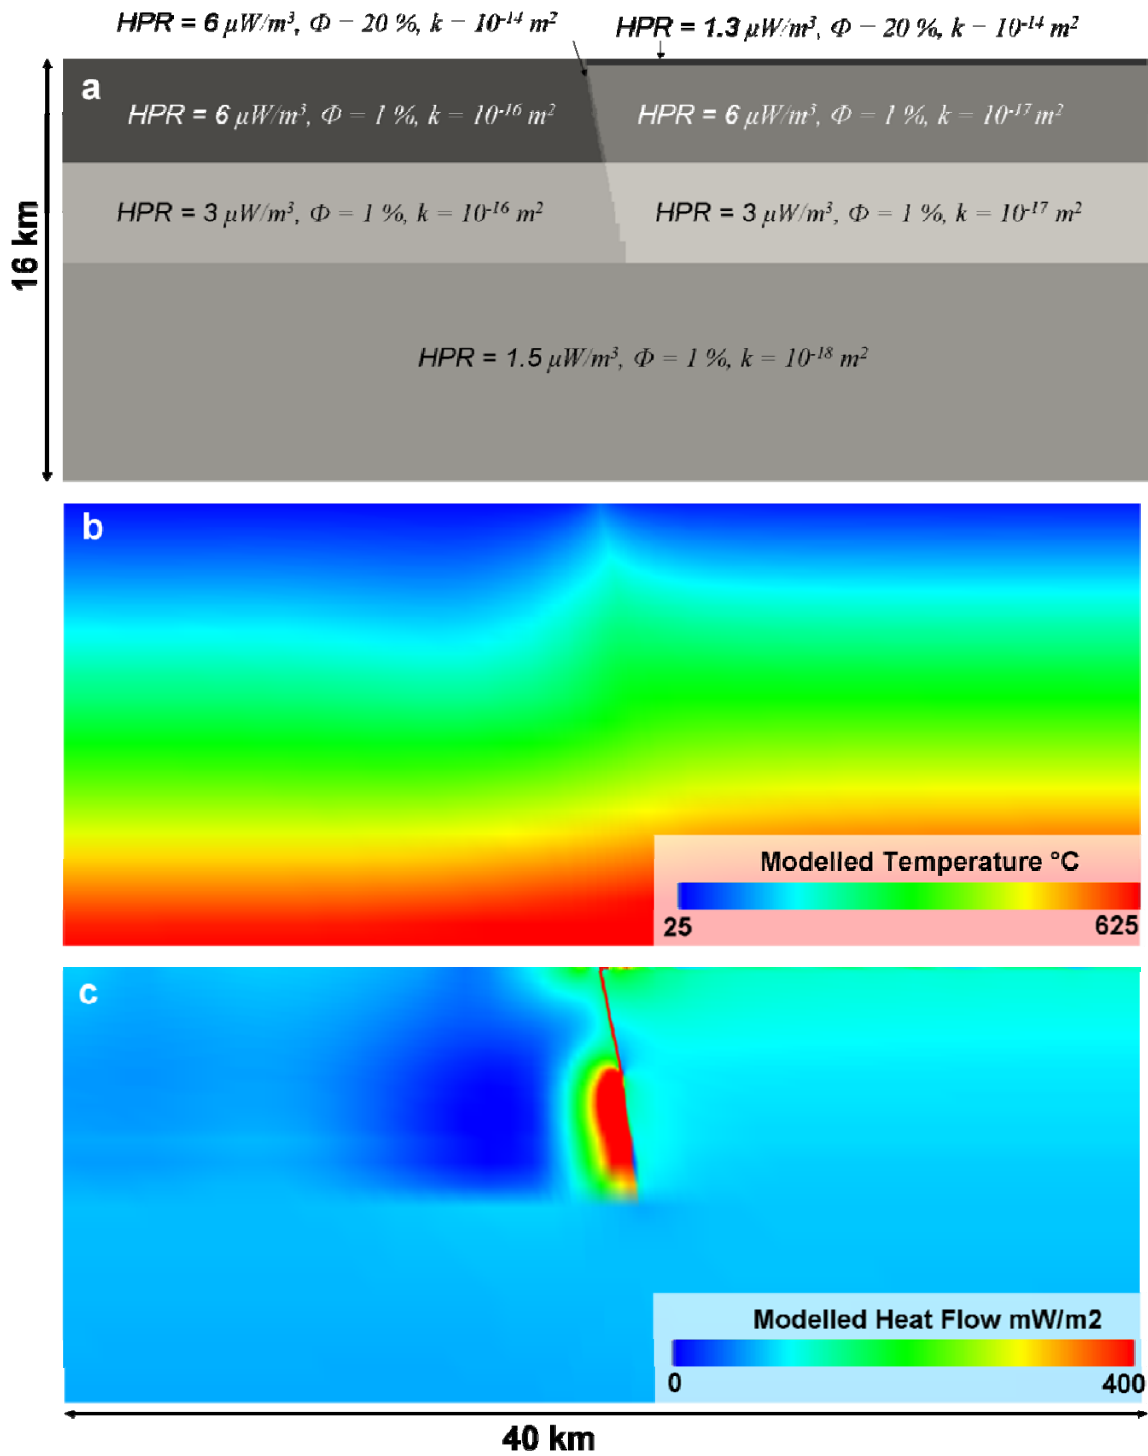 HPR = 6 μW/m³, Φ = 20 %, k = 10⁻¹⁴ m²
HPR = 1.3 μW/m³, Φ = 20 %, k = 10⁻¹⁴ m²
a
HPR = 6 μW/m³, Φ = 1 %, k = 10⁻¹⁶ m²
HPR = 6 μW/m³, Φ = 1 %, k = 10⁻¹⁷ m²
HPR = 3 μW/m³, Φ = 1 %, k = 10⁻¹⁶ m²
HPR = 3 μW/m³, Φ = 1 %, k = 10⁻¹⁷ m²
16 km
HPR = 1.5 μW/m³, Φ = 1 %, k = 10⁻¹⁸ m²
b
Modelled Temperature °C
25
625
c
Modelled Heat Flow mW/m2
0
400
40 km